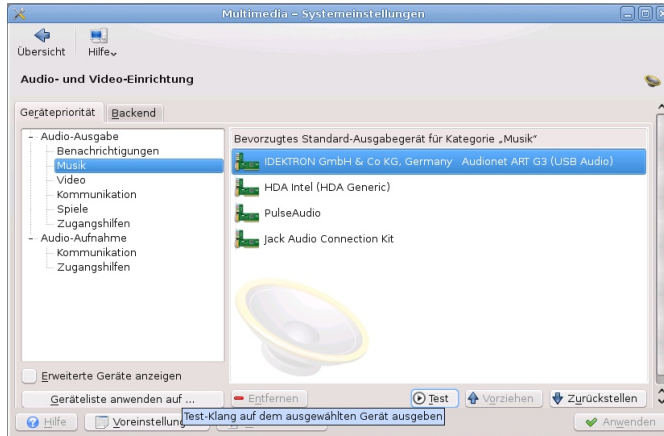 Multimedia – Systemeinstellungen
Übersicht Hilfe
Audio- und Video-Einrichtung
Gerätepriorität Backend
Audio-Ausgabe
Benachrichtigungen
Musik
Video
Kommunikation
Spiele
Zugangshilfen
Audio-Aufnahme
Kommunikation
Zugangshilfen
Erweiterte Geräte anzeigen
Geräteliste anwenden auf ...
Bevorzugtes Standard-Ausgabegerät für Kategorie „Musik“
IDEKTRON GmbH & Co KG, Germany Audionet ART G3 (USB Audio)
HDA Intel (HDA Generic)
PulseAudio
Jack Audio Connection Kit
Entfernen Test Vorziehen Zurückstellen
Test-Klang auf dem ausgewählten Gerät ausgeben
Hilfe Anwenden